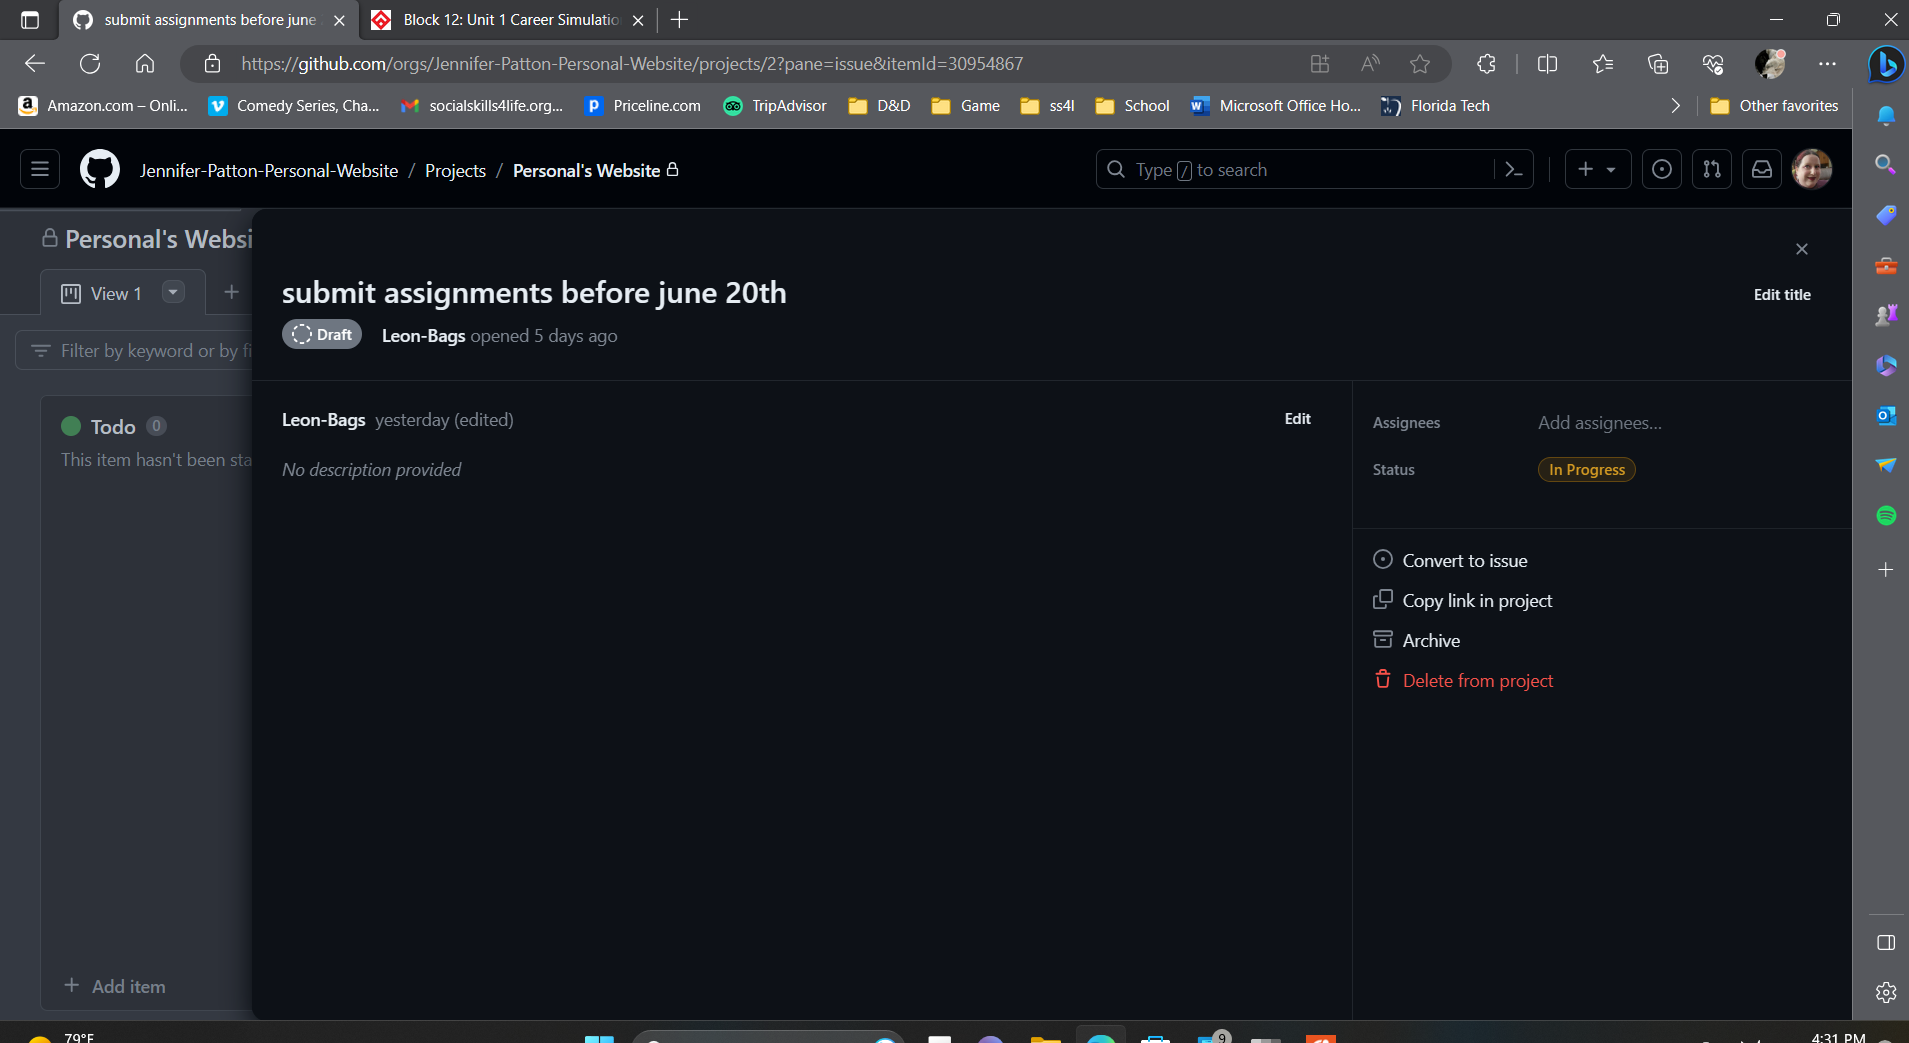 submit assignments before june
Block 12: Unit 1 Career Simulatio
https://github.com/orgs/Jennifer-Patton-Personal-Website/projects/2?pane=issue&itemId=30954867
Amazon.com – Onli...
Comedy Series, Cha...
socialskills4life.org...
Priceline.com
TripAdvisor
D&D
Game
ss4l
School
Microsoft Office Ho...
Florida Tech
Other favorites
Jennifer-Patton-Personal-Website / Projects / Personal's Website
Type / to search
Personal's Websi
View 1
Filter by keyword or by fi
Todo 0
This item hasn't been sta
Add item
submit assignments before june 20th
Edit title
Draft
Leon-Bags opened 5 days ago
Leon-Bags yesterday (edited)
Edit
No description provided
Assignees
Add assignees...
Status
In Progress
Convert to issue
Copy link in project
Archive
Delete from project
79°F
9
4:31 PM